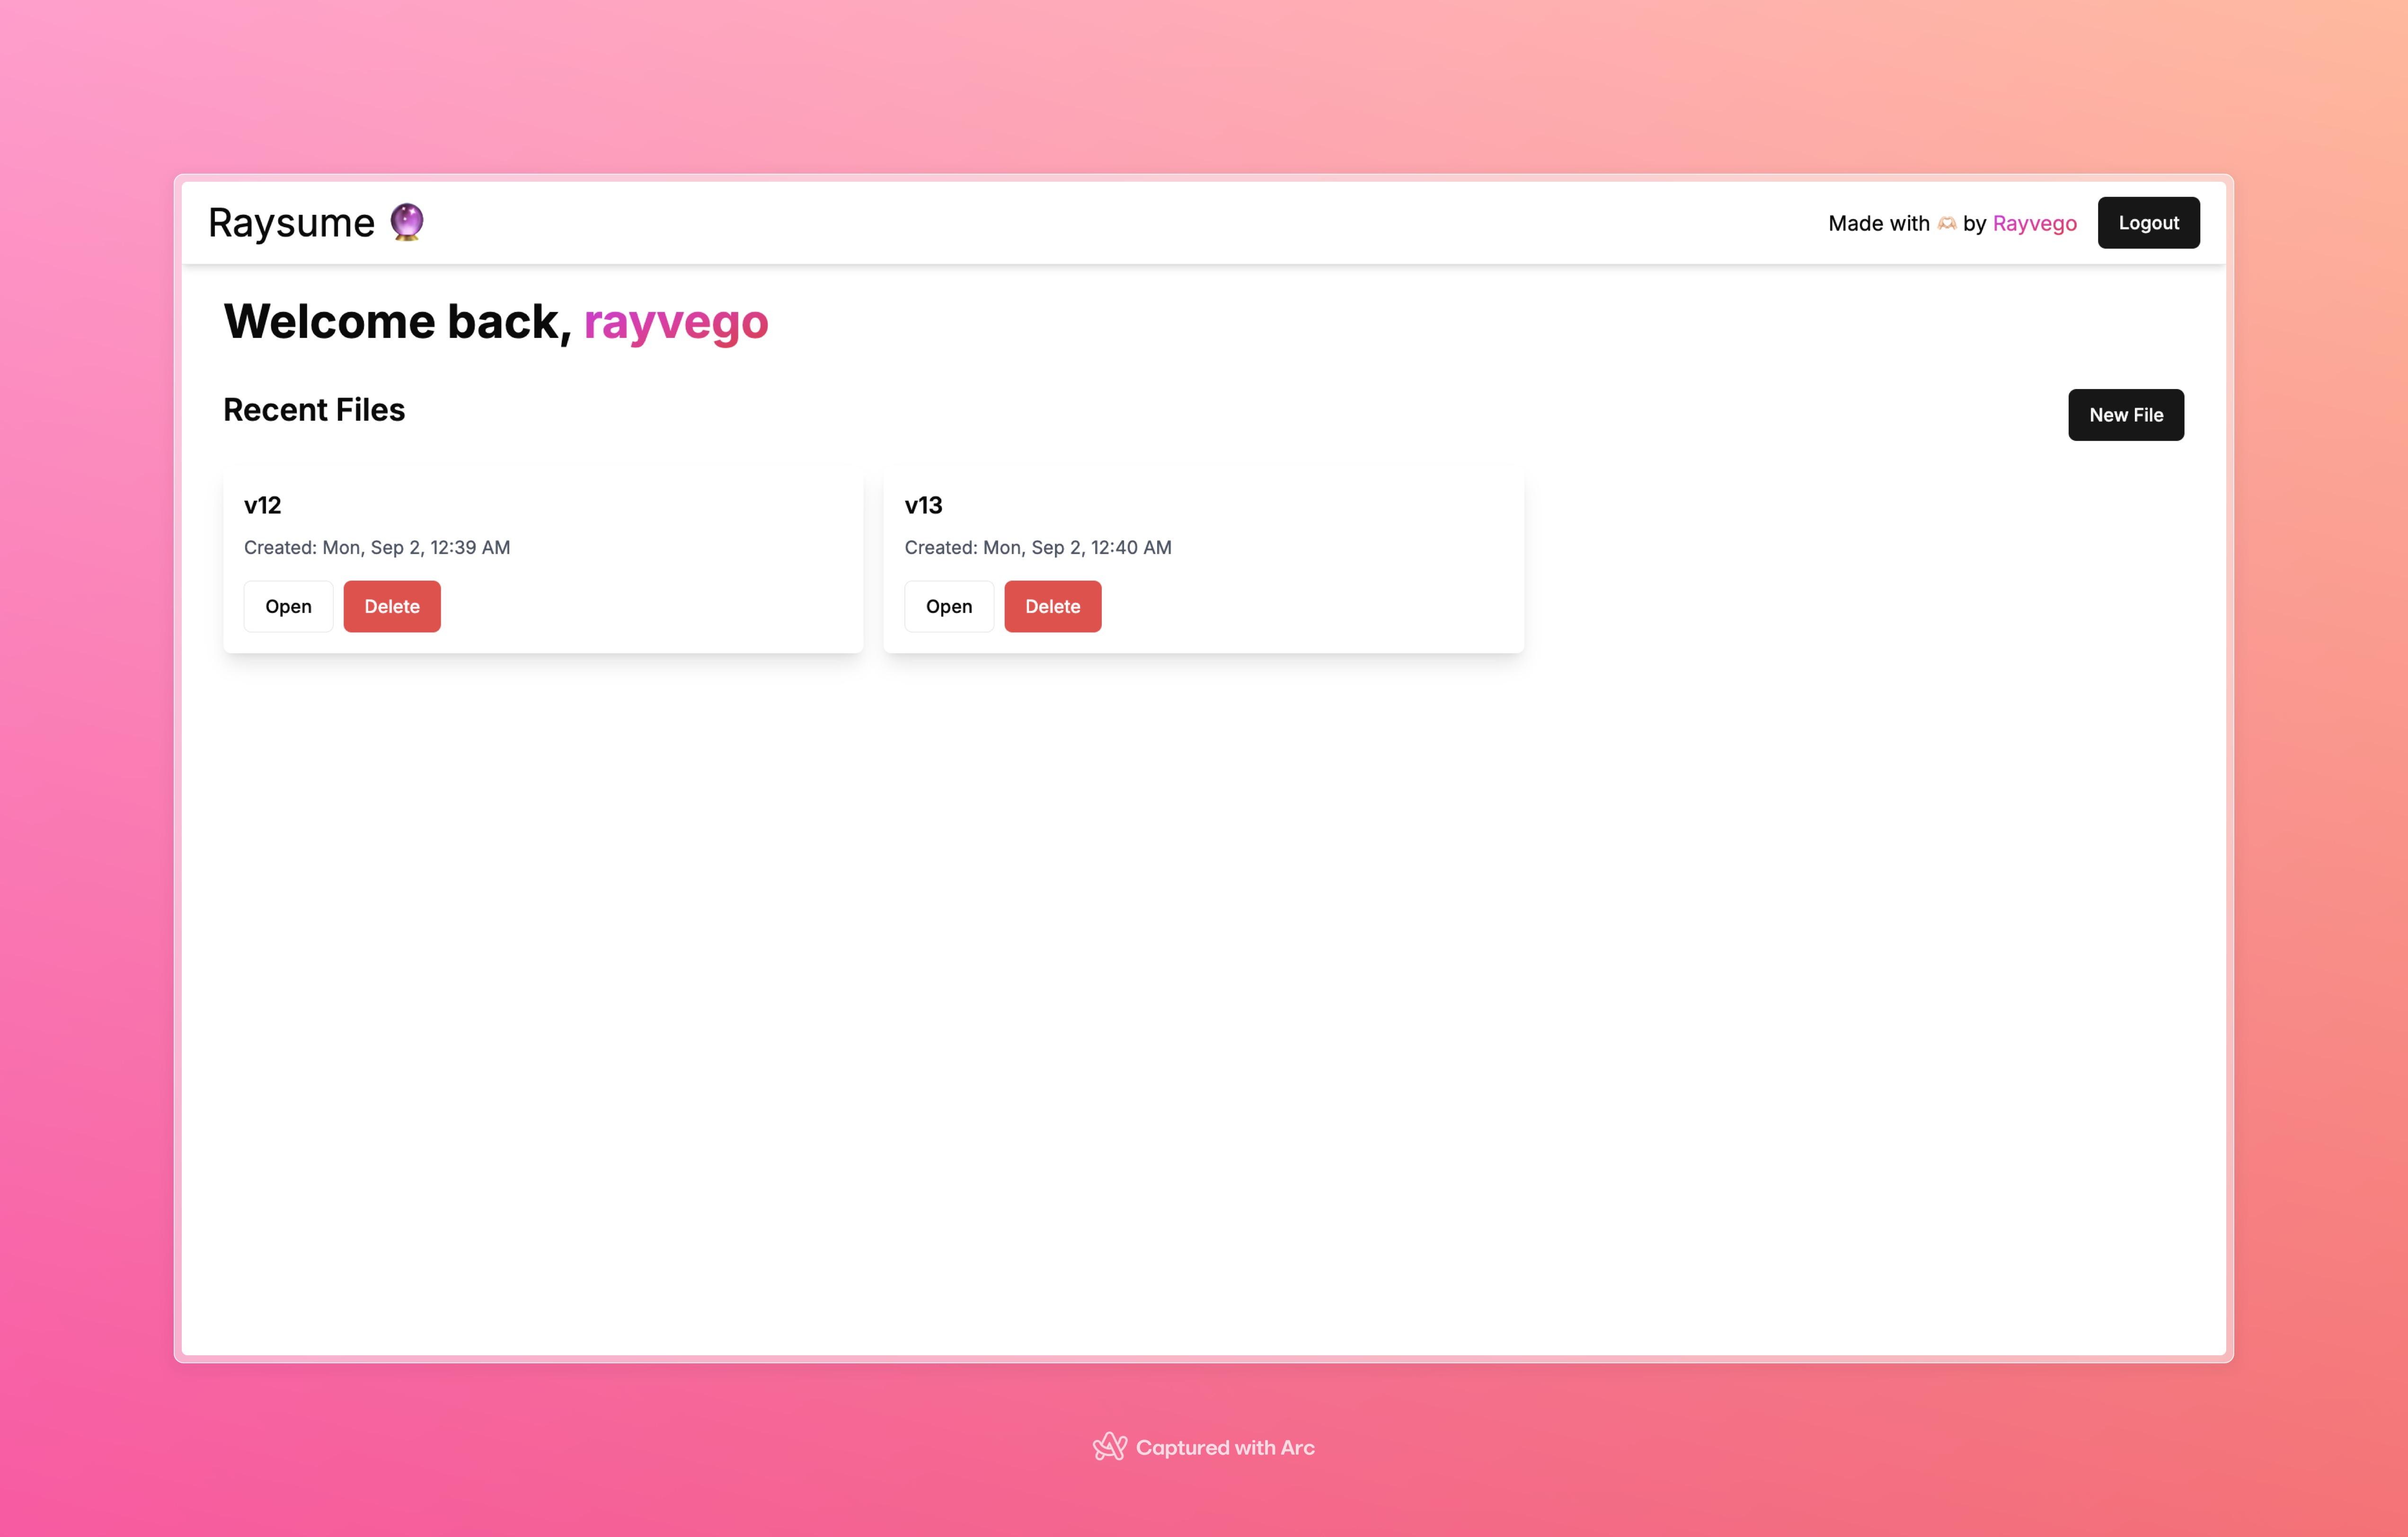 Raysume 🔮
Made with 🫶🏻 by Rayvego
Logout
Welcome back, rayvego
Recent Files
New File
v12
Created: Mon, Sep 2, 12:39 AM
Open Delete
v13
Created: Mon, Sep 2, 12:40 AM
Open Delete
Captured with Arc